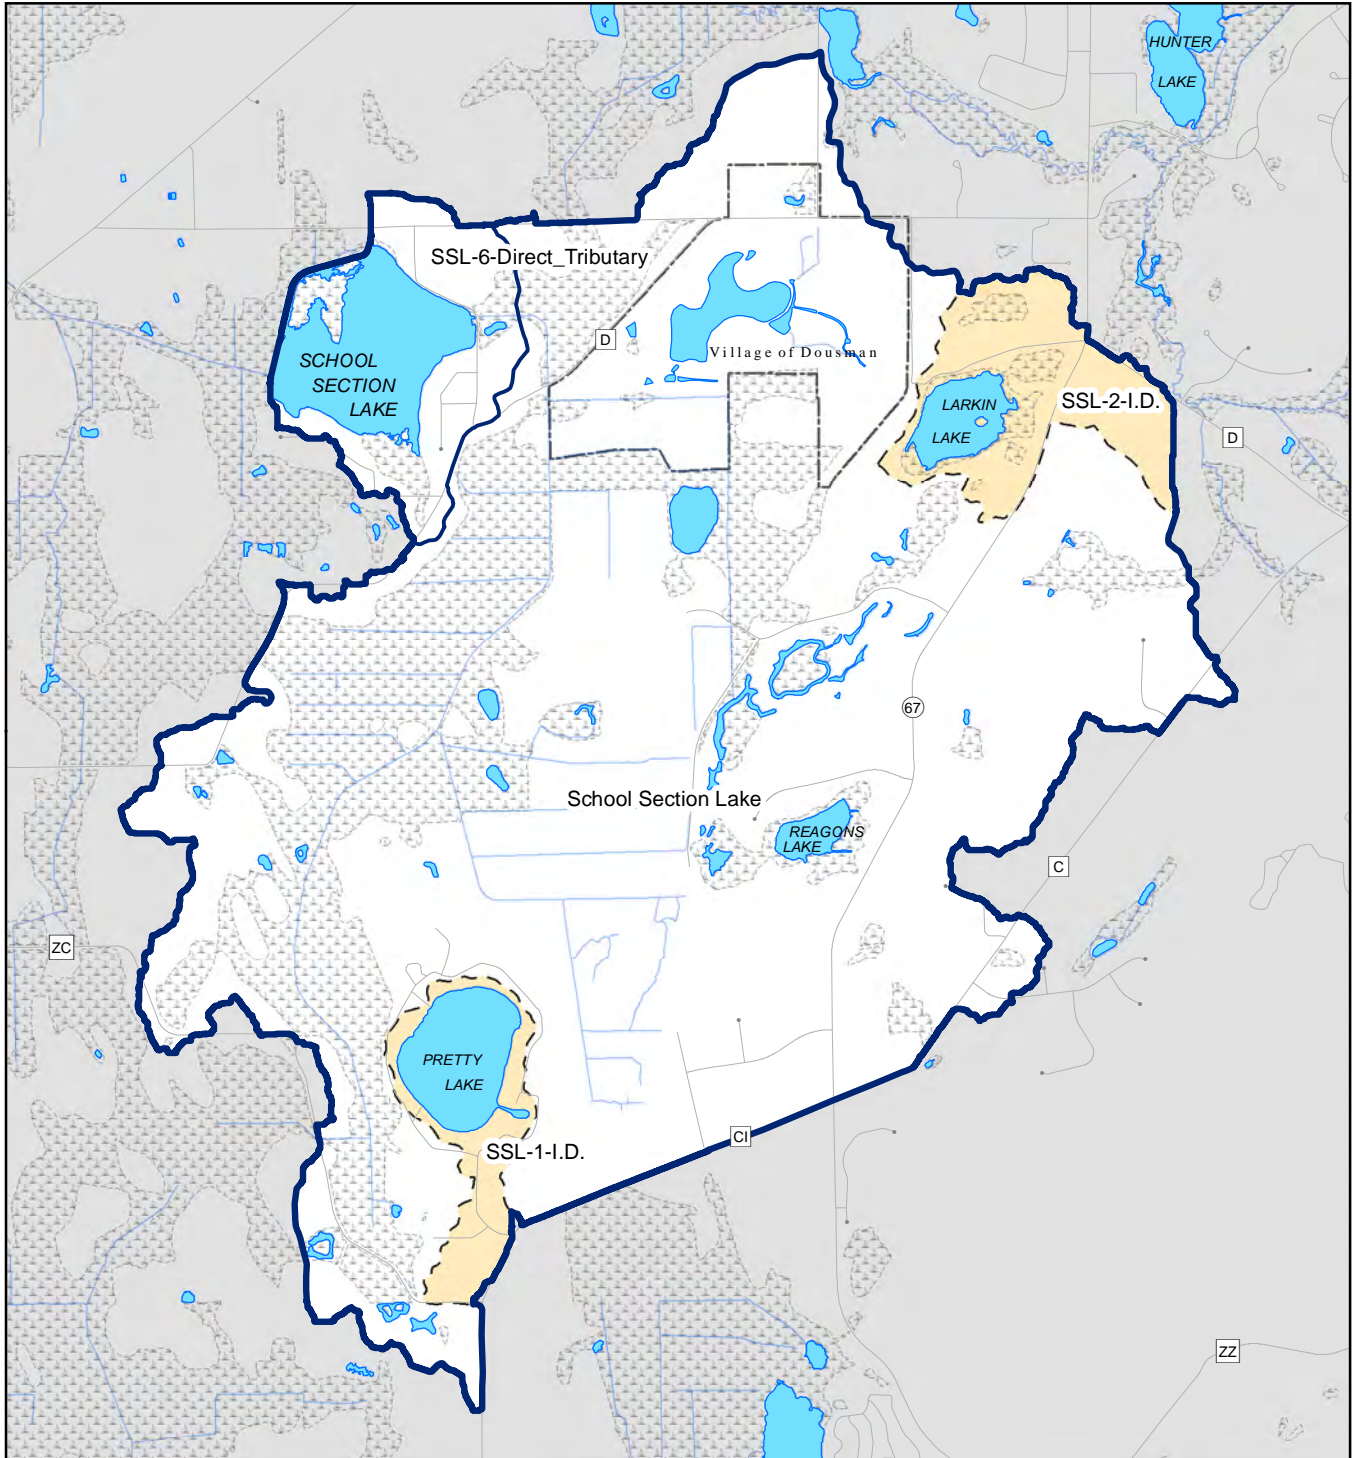 HUNTER
LAKE
SSL-6-Direct_Tributary
D
SCHOOL
SECTION
LAKE
Village of Dousman
LARKIN
LAKE
SSL-2-I.D.
D
67
School Section Lake
REAGONS
LAKE
C
ZC
PRETTY
LAKE
CI
SSL-1-I.D.
ZZ